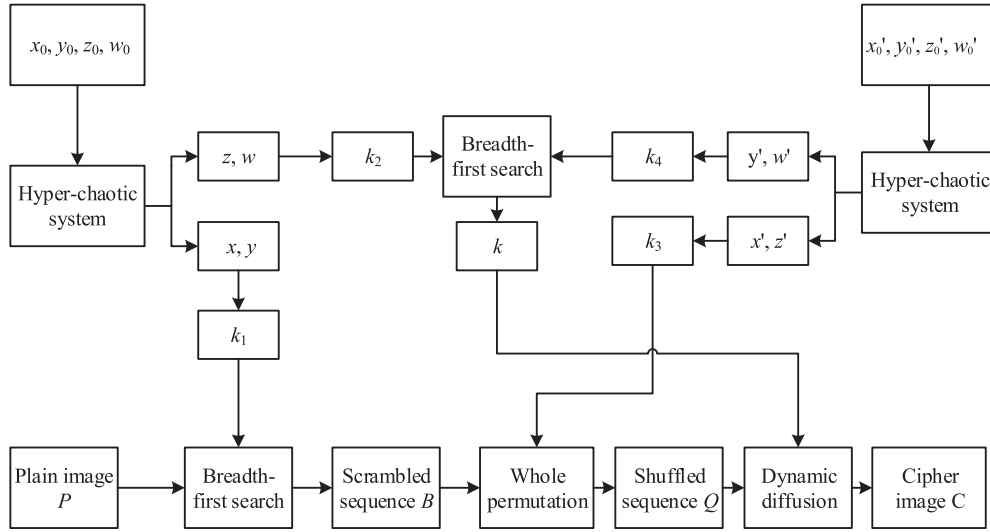 x₀, y₀, z₀, w₀
x₀', y₀', z₀', w₀'
Hyper-chaotic
system
z, w
k₂
Breadth-
first search
k₄
y', w'
Hyper-chaotic
system
x, y
k
k₃
x', z'
k₁
Plain image
P
Breadth-
first search
Scrambled
sequence B
Whole
permutation
Shuffled
sequence Q
Dynamic
diffusion
Cipher
image C